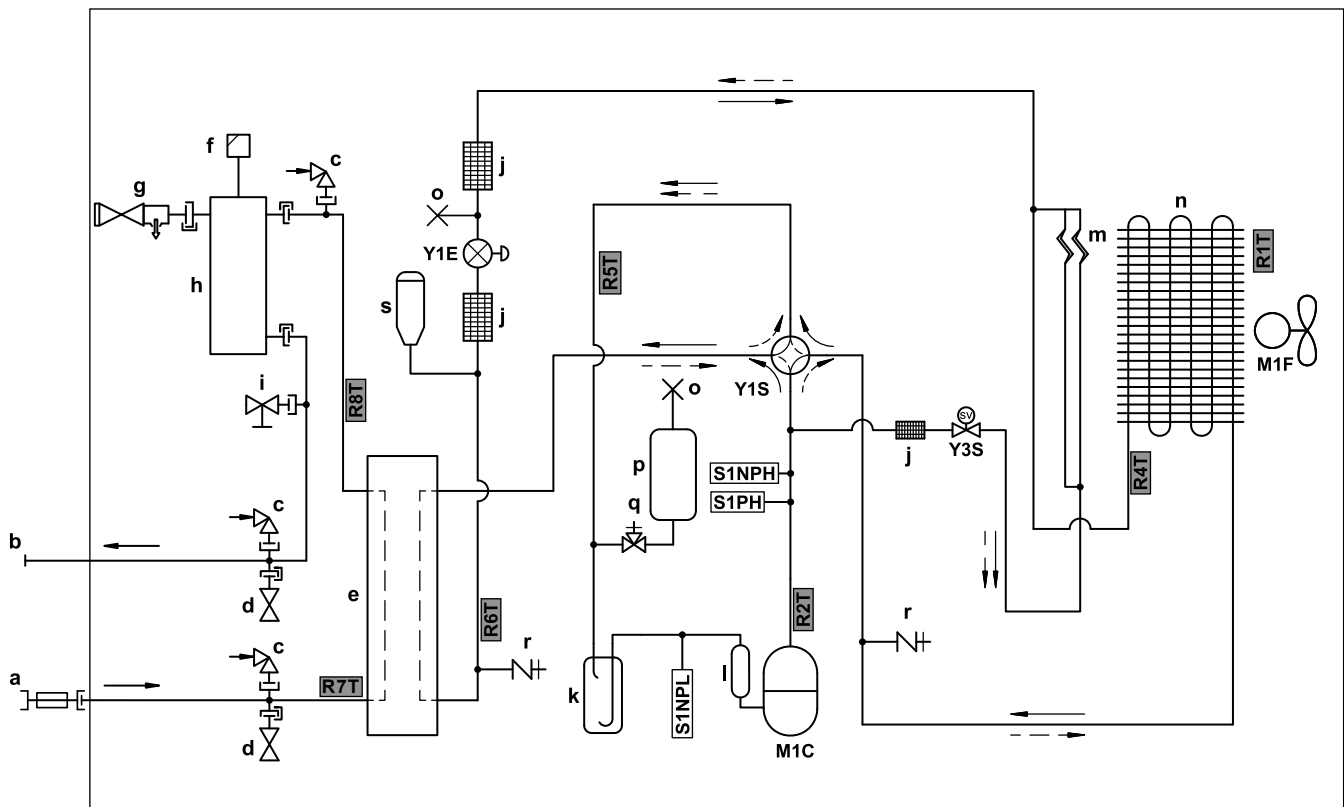 f
c
j
g
o
n
m
R1T
Y1E
R5T
h
s
j
M1F
i
R8T
Y1S
o
SV
j
Y3S
p
S1NPH
R4T
S1PH
q
c
b
e
d
R6T
R2T
r
r
c
a
R7T
k
S1NPL
l
d
M1C